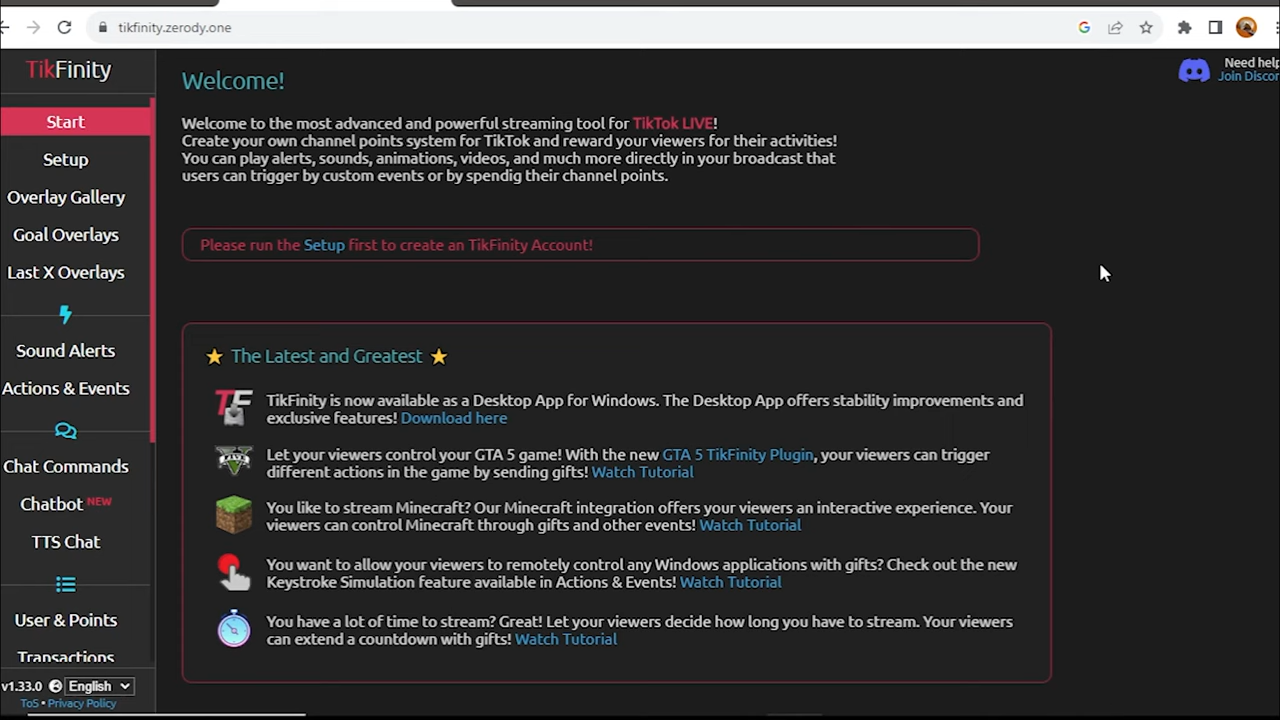 tikfinity.zerody.one
TikFinity
Start
Setup
Overlay Gallery
Goal Overlays
Last X Overlays
Sound Alerts
Actions & Events
Chat Commands
Chatbot NEW
TTS Chat
User & Points
Transactions
v1.33.0 English
ToS • Privacy Policy
Welcome!
Welcome to the most advanced and powerful streaming tool for TikTok LIVE!
Create your own channel points system for TikTok and reward your viewers for their activities!
You can play alerts, sounds, animations, videos, and much more directly in your broadcast that
users can trigger by custom events or by spendig their channel points.
Please run the Setup first to create an TikFinity Account!
The Latest and Greatest
TF
TikFinity is now available as a Desktop App for Windows. The Desktop App offers stability improvements and
exclusive features! Download here
Let your viewers control your GTA 5 game! With the new GTA 5 TikFinity Plugin, your viewers can trigger
different actions in the game by sending gifts! Watch Tutorial
You like to stream Minecraft? Our Minecraft integration offers your viewers an interactive experience. Your
viewers can control Minecraft through gifts and other events! Watch Tutorial
You want to allow your viewers to remotely control any Windows applications with gifts? Check out the new
Keystroke Simulation feature available in Actions & Events! Watch Tutorial
You have a lot of time to stream? Great! Let your viewers decide how long you have to stream. Your viewers
can extend a countdown with gifts! Watch Tutorial
Need help
Join Discor